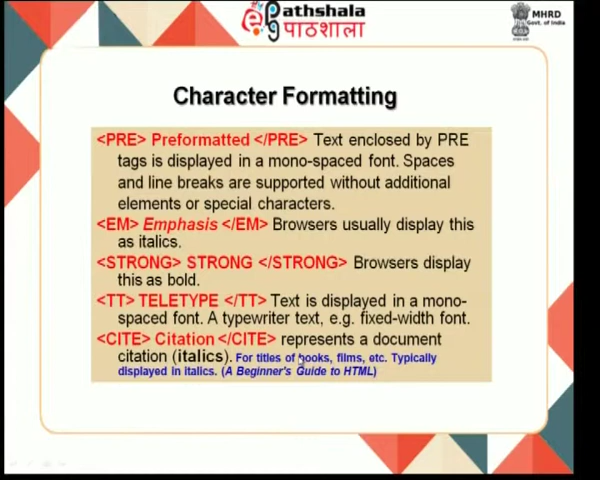 Pathshala
पाठशाला
MHRD
Govt. of India
Character Formatting
<PRE> Preformatted </PRE> Text enclosed by PRE
tags is displayed in a mono-spaced font. Spaces
and line breaks are supported without additional
elements or special characters.
<EM> Emphasis </EM> Browsers usually display this
as italics.
<STRONG> STRONG </STRONG> Browsers display
this as bold.
<TT> TELETYPE </TT> Text is displayed in a mono-
spaced font. A typewriter text, e.g. fixed-width font.
<CITE> Citation </CITE> represents a document
citation (italics). For titles of books, films, etc. Typically
displayed in italics. (A Beginner's Guide to HTML)